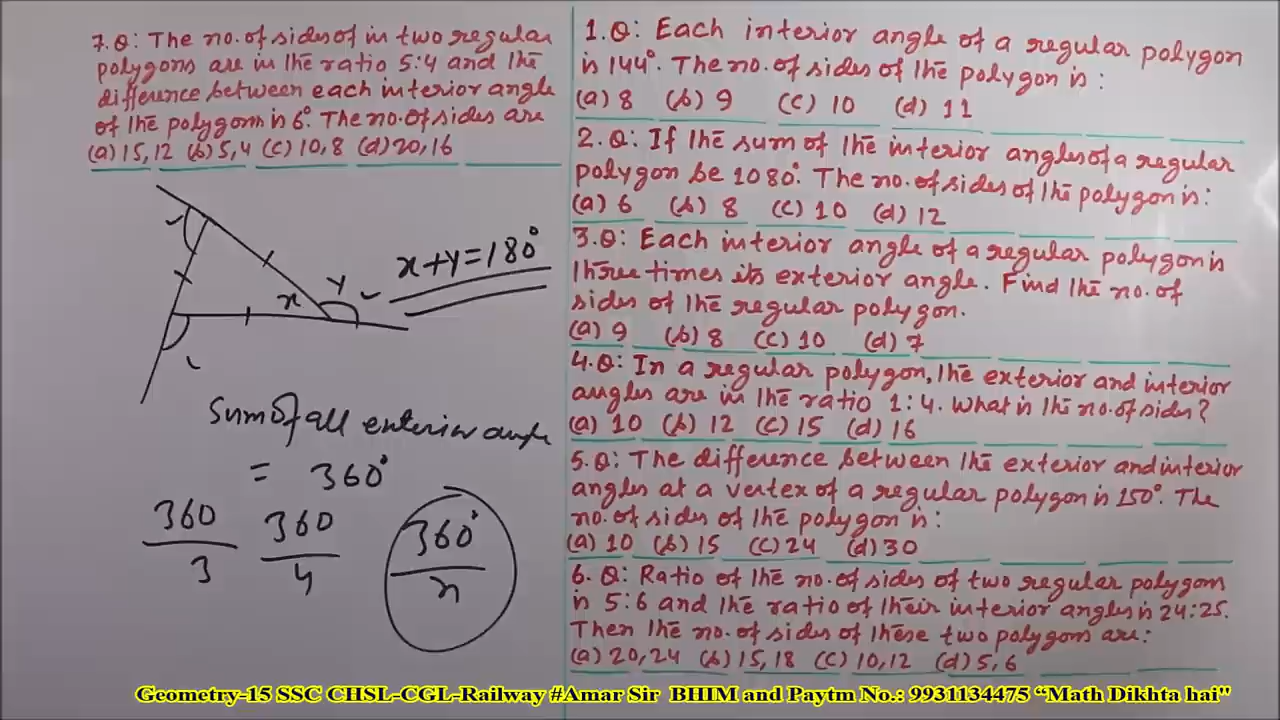 7.Q: The no. of sides of in two regular
polygons are in the ratio 5:4 and the
difference between each interior angle
of the polygons is 6°. The no. of sides are
(a) 15, 12 (b) 5, 4 (c) 10, 8 (d) 20, 16
x y
x+y=180°
Sum of all exterior angle
= 360°
360/3 360/4 360°/n
1.Q: Each interior angle of a regular polygon
is 144°. The no. of sides of the polygon is:
(a) 8 (b) 9 (c) 10 (d) 11
2.Q: If the sum of the interior angles of a regular
polygon be 1080°. The no. of sides of the polygon is:
(a) 6 (b) 8 (c) 10 (d) 12
3.Q: Each interior angle of a regular polygon is
three times its exterior angle. Find the no. of
sides of the regular polygon.
(a) 9 (b) 8 (c) 10 (d) 7
4.Q: In a regular polygon, the exterior and interior
angles are in the ratio 1:4. What is the no. of sides?
(a) 10 (b) 12 (c) 15 (d) 16
5.Q: The difference between the exterior and interior
angles at a vertex of a regular polygon is 150°. The
no. of sides of the polygon is:
(a) 10 (b) 15 (c) 24 (d) 30
6. Q: Ratio of the no. of sides of two regular polygons
is 5:6 and the ratio of their interior angles is 24:25.
Then the no. of sides of these two polygons are:
(a) 20, 24 (b) 15, 18 (c) 10, 12 (d) 5, 6
Geometry-15 SSC CHSL-CGL-Railway #Amar Sir BHIM and Paytm No.: 9931134475 “Math Dikhta hai"